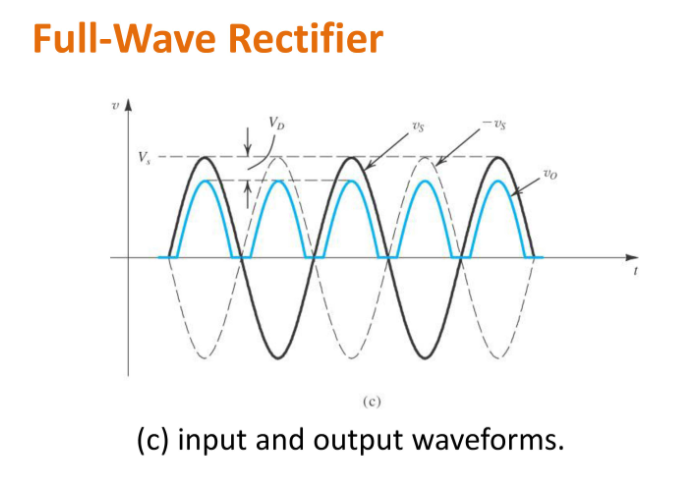 Full-Wave Rectifier
v
V_D
v_S
−v_S
V_s
v_O
t
(c)
(c) input and output waveforms.